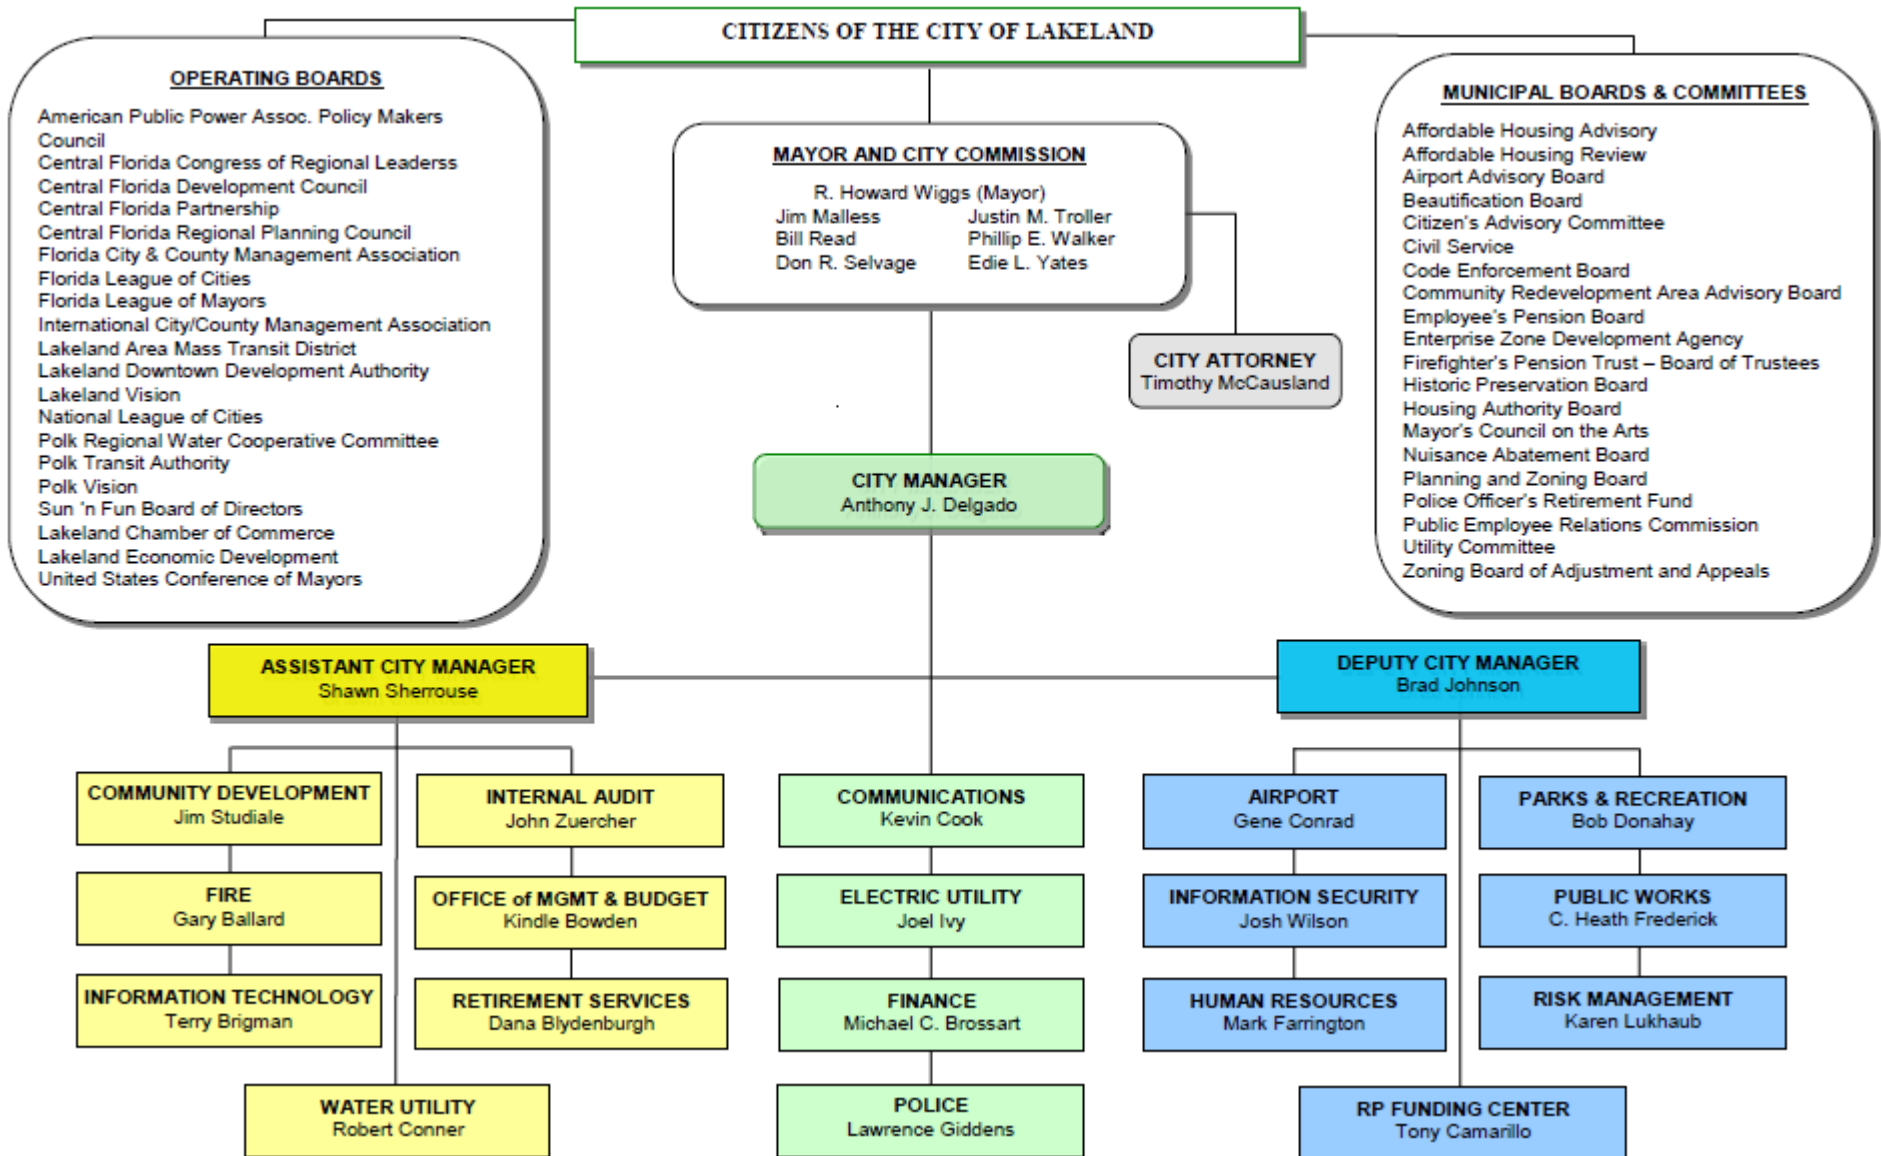 CITIZENS OF THE CITY OF LAKELAND
OPERATING BOARDS
American Public Power Assoc. Policy Makers
Council
Central Florida Congress of Regional Leaderss
Central Florida Development Council
Central Florida Partnership
Central Florida Regional Planning Council
Florida City & County Management Association
Florida League of Cities
Florida League of Mayors
International City/County Management Association
Lakeland Area Mass Transit District
Lakeland Downtown Development Authority
Lakeland Vision
National League of Cities
Polk Regional Water Cooperative Committee
Polk Transit Authority
Polk Vision
Sun 'n Fun Board of Directors
Lakeland Chamber of Commerce
Lakeland Economic Development
United States Conference of Mayors
MAYOR AND CITY COMMISSION
R. Howard Wiggs (Mayor)
Jim Malless Justin M. Troller
Bill Read Phillip E. Walker
Don R. Selvage Edie L. Yates
CITY ATTORNEY
Timothy McCausland
MUNICIPAL BOARDS & COMMITTEES
Affordable Housing Advisory
Affordable Housing Review
Airport Advisory Board
Beautification Board
Citizen's Advisory Committee
Civil Service
Code Enforcement Board
Community Redevelopment Area Advisory Board
Employee's Pension Board
Enterprise Zone Development Agency
Firefighter's Pension Trust – Board of Trustees
Historic Preservation Board
Housing Authority Board
Mayor's Council on the Arts
Nuisance Abatement Board
Planning and Zoning Board
Police Officer's Retirement Fund
Public Employee Relations Commission
Utility Committee
Zoning Board of Adjustment and Appeals
CITY MANAGER
Anthony J. Delgado
ASSISTANT CITY MANAGER
Shawn Sherrouse
DEPUTY CITY MANAGER
Brad Johnson
COMMUNITY DEVELOPMENT
Jim Studiale
INTERNAL AUDIT
John Zuercher
COMMUNICATIONS
Kevin Cook
AIRPORT
Gene Conrad
PARKS & RECREATION
Bob Donahay
FIRE
Gary Ballard
OFFICE of MGMT & BUDGET
Kindle Bowden
ELECTRIC UTILITY
Joel Ivy
INFORMATION SECURITY
Josh Wilson
PUBLIC WORKS
C. Heath Frederick
INFORMATION TECHNOLOGY
Terry Brigman
RETIREMENT SERVICES
Dana Blydenburgh
FINANCE
Michael C. Brossart
HUMAN RESOURCES
Mark Farrington
RISK MANAGEMENT
Karen Lukhaub
WATER UTILITY
Robert Conner
POLICE
Lawrence Giddens
RP FUNDING CENTER
Tony Camarillo